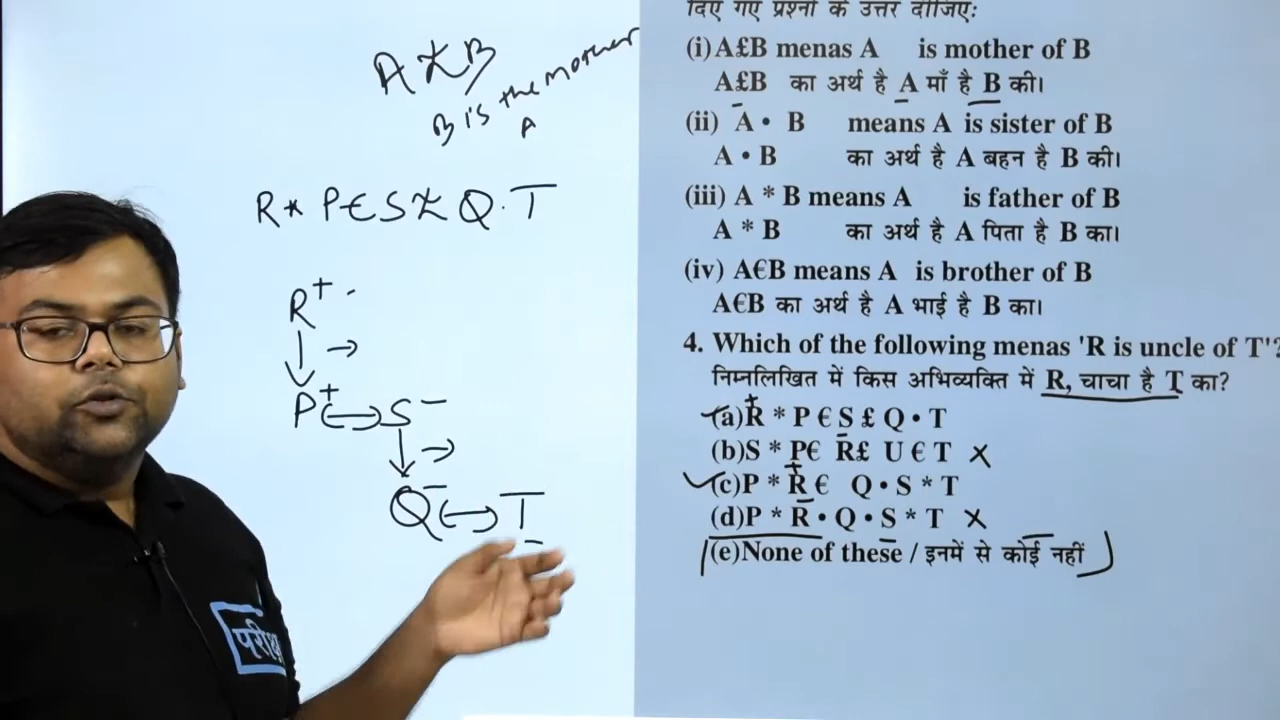 A £ B
B is the mother
A
R * P € S £ Q . T
R+
P+ S-
Q- T
परीक्षा
दिए गए प्रश्नों के उत्तर दीजिए:
(i) A£B menas A is mother of B
A£B का अर्थ है A माँ है B की।
(ii) A • B means A is sister of B
A • B का अर्थ है A बहन है B की।
(iii) A * B means A is father of B
A * B का अर्थ है A पिता है B का।
(iv) A€B means A is brother of B
A€B का अर्थ है A भाई है B का।
4. Which of the following menas 'R is uncle of T'?
निम्नलिखित में किस अभिव्यक्ति में R, चाचा है T का?
(a)R * P € S £ Q • T
(b)S * P€ R£ U € T ×
(c)P * R € Q • S * T
(d)P * R • Q • S * T ×
(e)None of these / इनमें से कोई नहीं